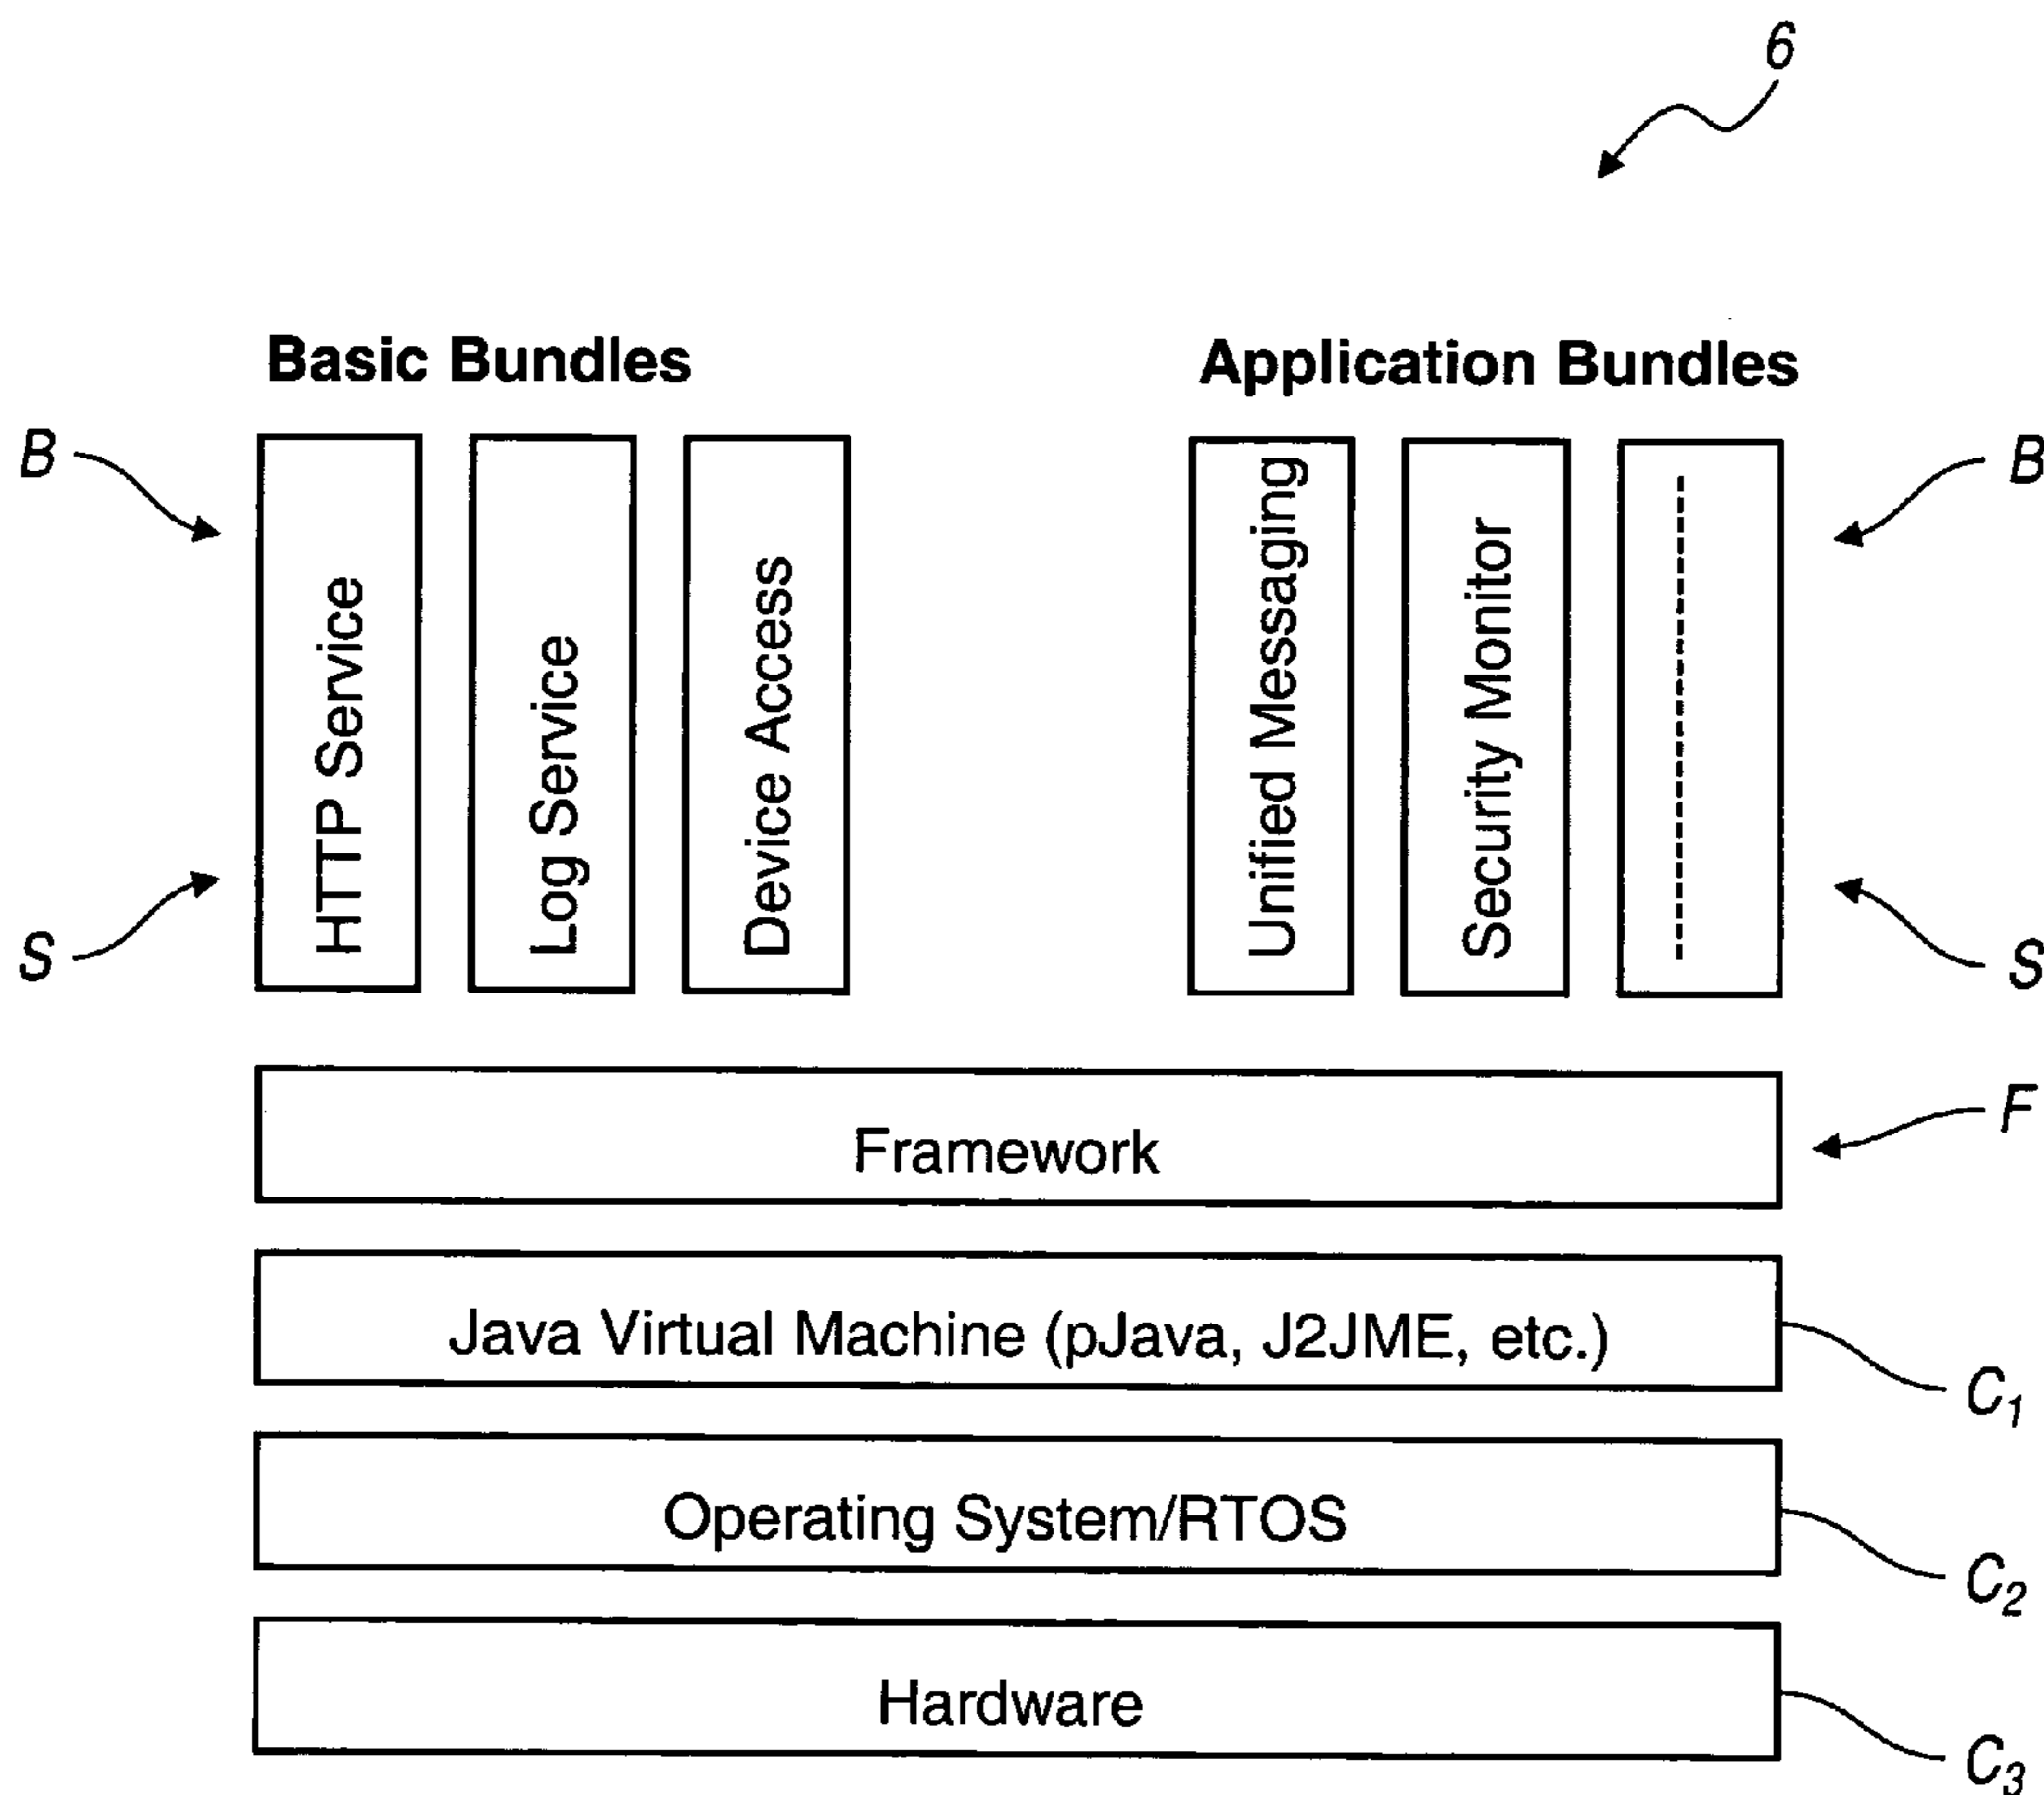 6
Basic Bundles
Application Bundles
B
B
HTTP Service
Log Service
Device Access
Unified Messaging
Security Monitor
S
S
Framework
F
Java Virtual Machine (pJava, J2JME, etc.)
C1
Operating System/RTOS
C2
Hardware
C3